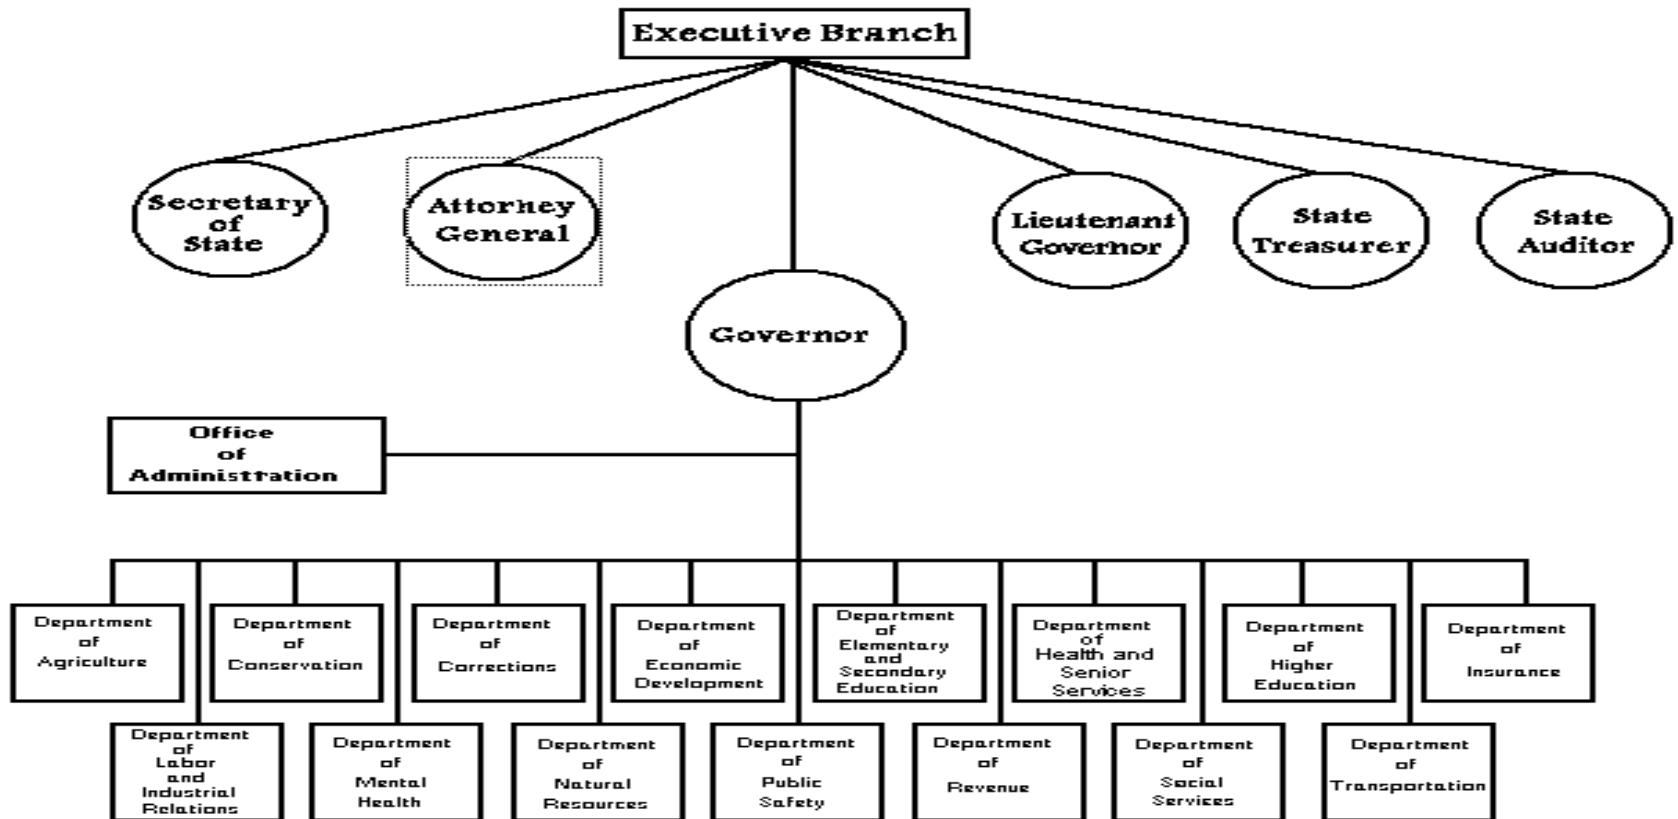 Executive Branch
Secretary
of
State
Attorney
General
Lieutenant
Governor
State
Treasurer
State
Auditor
Governor
Office
of
Administration
Department
of
Agriculture
Department
of
Conservation
Department
of
Corrections
Department
of
Economic
Development
Department
of
Elementary
and
Secondary
Education
Department
of
Health and
Senior
Services
Department
of
Higher
Education
Department
of
Insurance
Department
of
Labor
and
Industrial
Relations
Department
of
Mental
Health
Department
of
Natural
Resources
Department
of
Public
Safety
Department
of
Revenue
Department
of
Social
Services
Department
of
Transportation